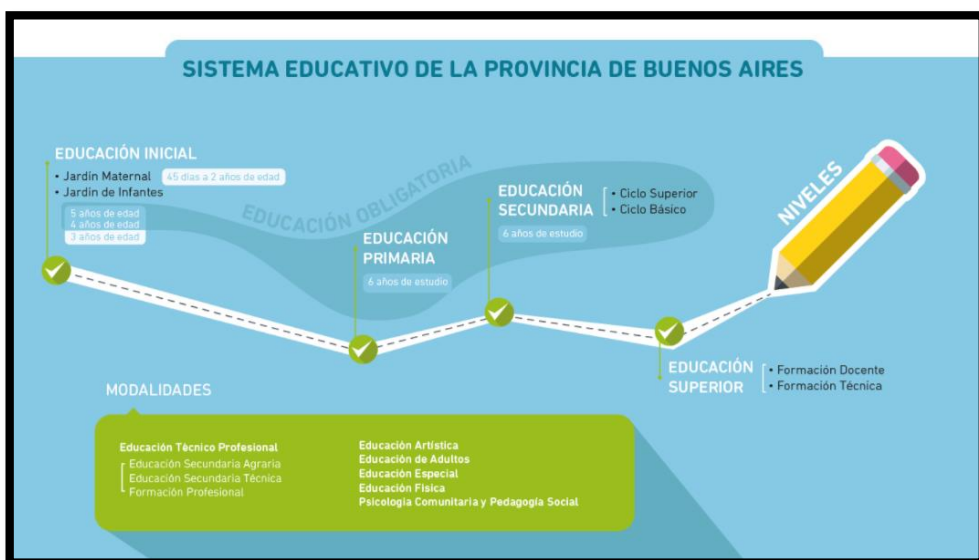 SISTEMA EDUCATIVO DE LA PROVINCIA DE BUENOS AIRES
EDUCACIÓN INICIAL
• Jardín Maternal 45 días a 2 años de edad
• Jardín de Infantes
5 años de edad
4 años de edad
3 años de edad
EDUCACIÓN OBLIGATORIA
EDUCACIÓN
PRIMARIA
6 años de estudio
EDUCACIÓN
SECUNDARIA
• Ciclo Superior
• Ciclo Básico
6 años de estudio
NIVELES
EDUCACIÓN
SUPERIOR
• Formación Docente
• Formación Técnica
MODALIDADES
Educación Técnico Profesional
Educación Secundaria Agraria
Educación Secundaria Técnica
Formación Profesional
Educación Artística
Educación de Adultos
Educación Especial
Educación Física
Psicología Comunitaria y Pedagogía Social